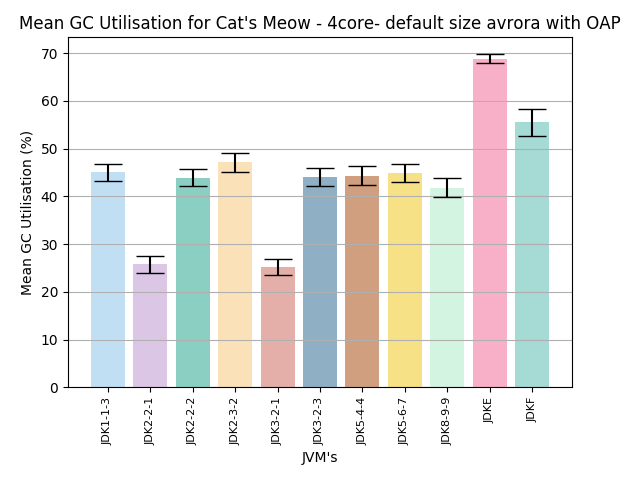 Mean GC Utilisation for Cat's Meow - 4core- default size avrora with OAP
Mean GC Utilisation (%)
70
60
50
40
30
20
10
0
JDK1-1-3
JDK2-2-1
JDK2-2-2
JDK2-3-2
JDK3-2-1
JDK3-2-3
JDK5-4-4
JDK5-6-7
JDK8-9-9
JDKE
JDKF
JVM's